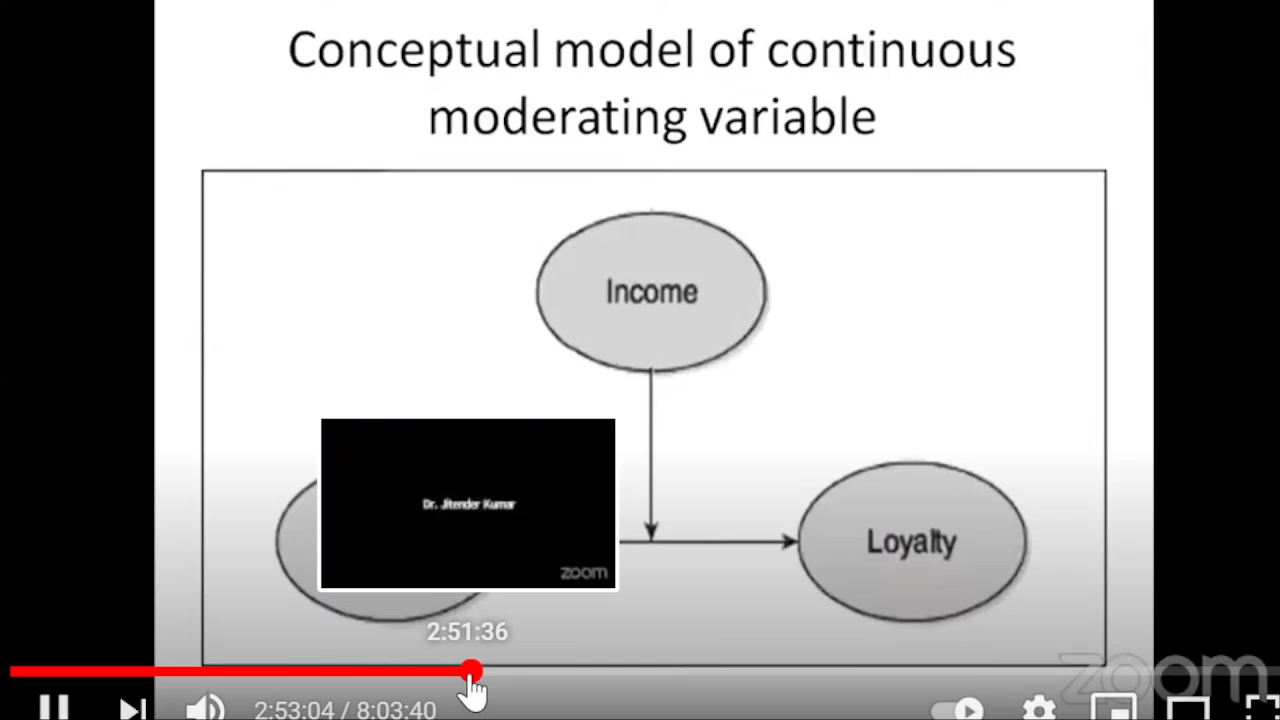 Conceptual model of continuous
moderating variable
Income
Dr. Jitender Kumar
zoom
Loyalty
2:51:36
zoom
2:53:04 / 8:03:40